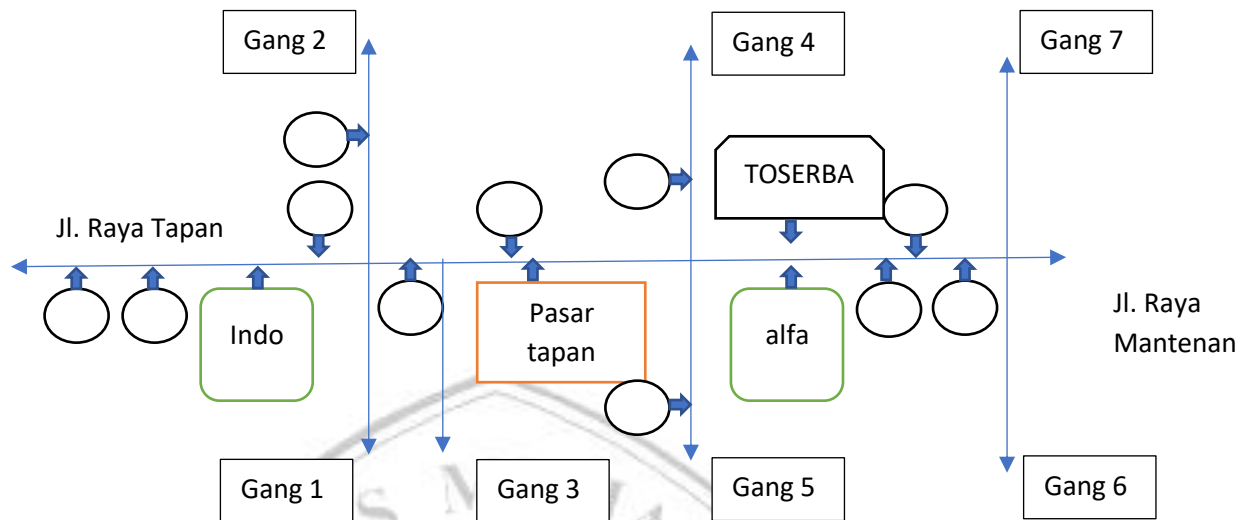 Gang 2
Gang 4
Gang 7
TOSERBA
Jl. Raya Tapan
Indo
Pasar
tapan
alfa
Jl. Raya
Mantenan
Gang 1
Gang 3
Gang 5
Gang 6